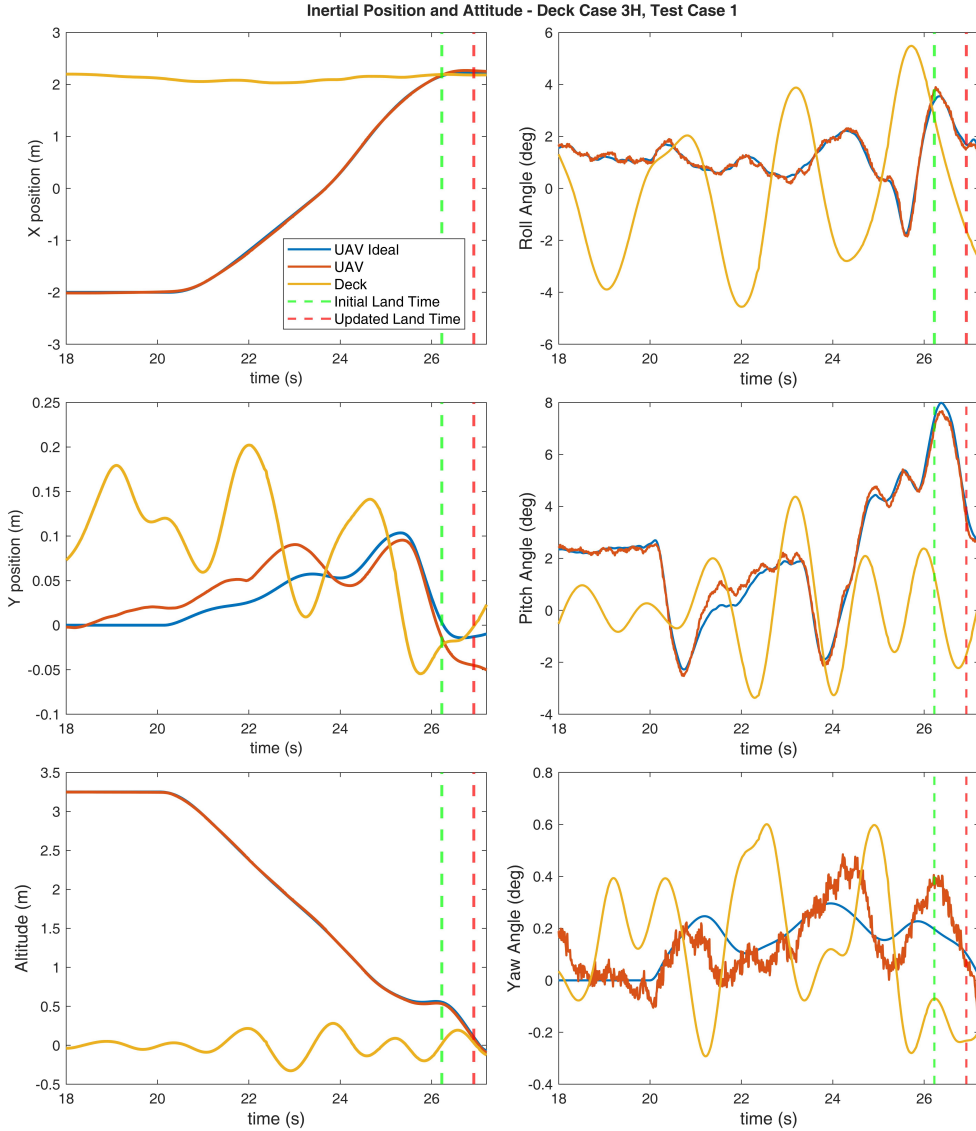 Inertial Position and Attitude - Deck Case 3H, Test Case 1
3
2
1
0
-1
-2
-3
X position (m)
UAV Ideal
UAV
Deck
Initial Land Time
Updated Land Time
18 20 22 24 26
time (s)
6
4
2
0
-2
-4
-6
Roll Angle (deg)
18 20 22 24 26
time (s)
0.25
0.2
0.15
0.1
0.05
0
-0.05
-0.1
Y position (m)
18 20 22 24 26
time (s)
8
6
4
2
0
-2
-4
Pitch Angle (deg)
18 20 22 24 26
time (s)
3.5
3
2.5
2
1.5
1
0.5
0
-0.5
Altitude (m)
18 20 22 24 26
time (s)
0.8
0.6
0.4
0.2
0
-0.2
-0.4
Yaw Angle (deg)
18 20 22 24 26
time (s)